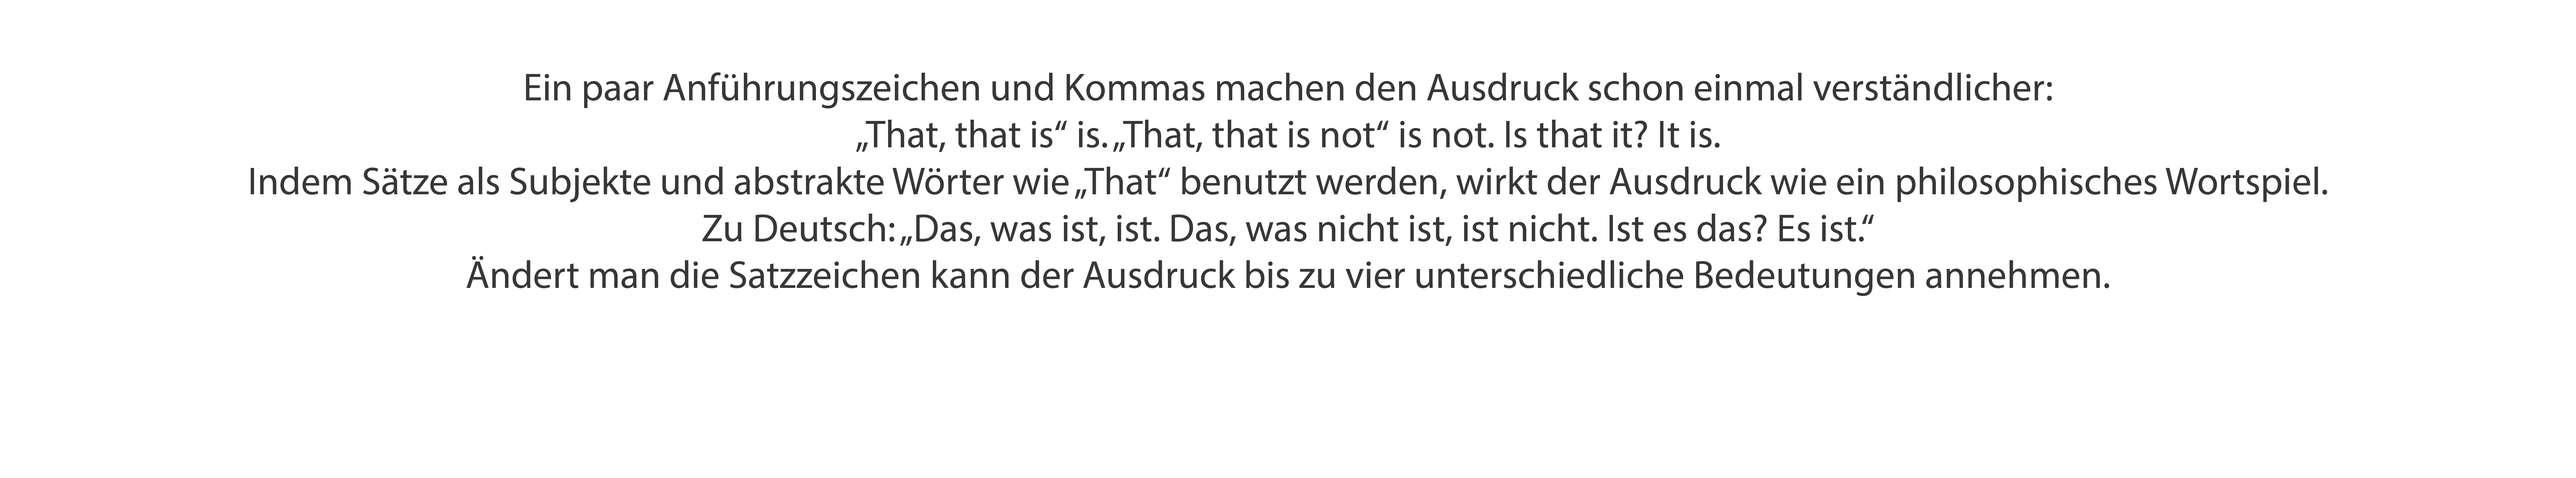 Ein paar Anführungszeichen und Kommas machen den Ausdruck schon einmal verständlicher:
„That, that is“ is. „That, that is not“ is not. Is that it? It is.
Indem Sätze als Subjekte und abstrakte Wörter wie „That“ benutzt werden, wirkt der Ausdruck wie ein philosophisches Wortspiel.
Zu Deutsch: „Das, was ist, ist. Das, was nicht ist, ist nicht. Ist es das? Es ist.“
Ändert man die Satzzeichen kann der Ausdruck bis zu vier unterschiedliche Bedeutungen annehmen.